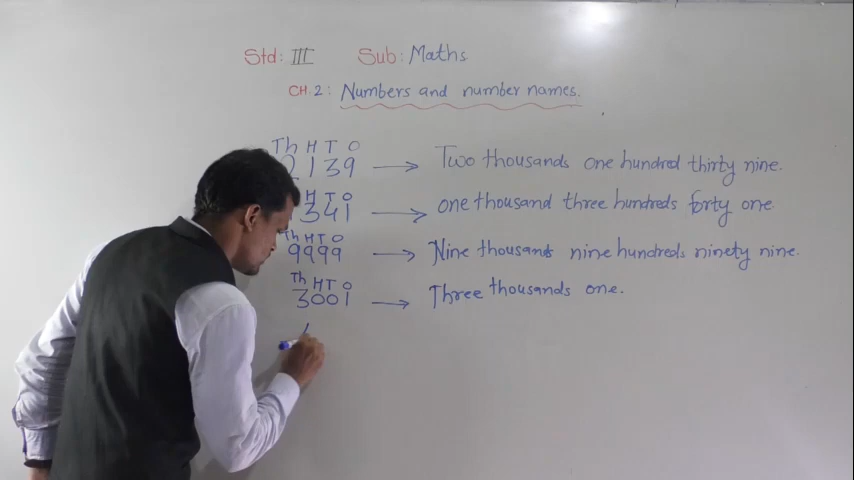 Std: III Sub: Maths
CH. 2: Numbers and number names.
Th H T O
2139 → Two thousands one hundred thirty nine.
H T O
341 → one thousand three hundreds forty one
Th H T O
9999 → Nine thousands nine hundreds ninety nine.
Th H T O
3001 → Three thousands one.